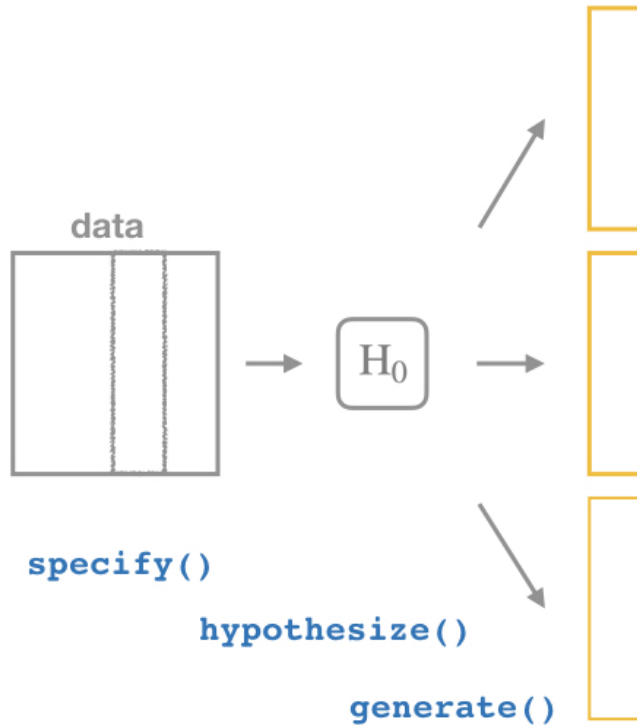 data
H₀
specify()
hypothesize()
generate()